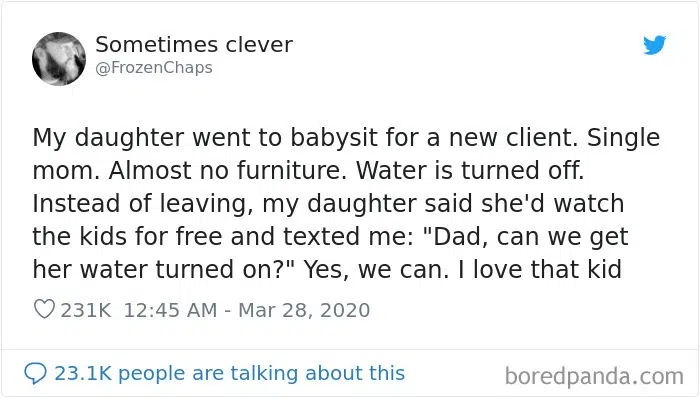 Sometimes clever
@FrozenChaps
My daughter went to babysit for a new client. Single
mom. Almost no furniture. Water is turned off.
Instead of leaving, my daughter said she'd watch
the kids for free and texted me: "Dad, can we get
her water turned on?" Yes, we can. I love that kid
231K 12:45 AM - Mar 28, 2020
23.1K people are talking about this
boredpanda.com